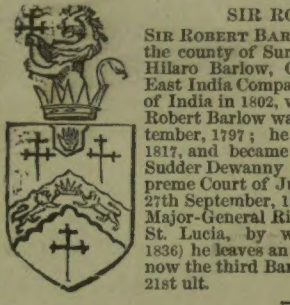 SIR RO
SIR ROBERT BAR
the county of Sur
Hilaro Barlow, G
East India Compa
of India in 1802, w
Robert Barlow wa
tember, 1797; he
1817, and became
Sudder Dewanny
preme Court of Ju
27th September, 1
Major-General Ri
St. Lucia, by w
1836) he leaves an
now the third Bar
21st ult.